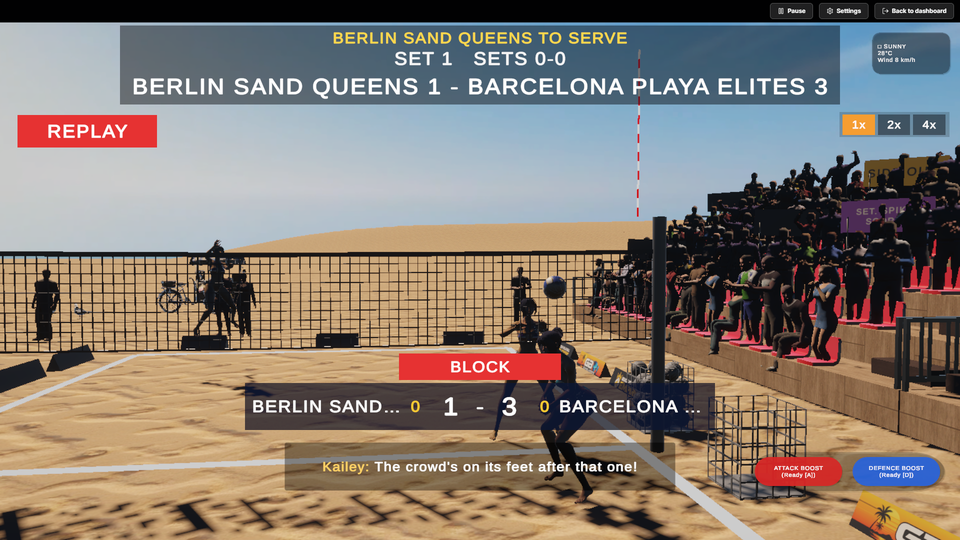 Pause
Settings
Back to dashboard
BERLIN SAND QUEENS TO SERVE
SET 1 SETS 0-0
BERLIN SAND QUEENS 1 - BARCELONA PLAYA ELITES 3
SUNNY
28°C
Wind 8 km/h
REPLAY
1x 2x 4x
BLOCK
BERLIN SAND... 0 1 - 3 0 BARCELONA ...
Kailey: The crowd's on its feet after that one!
ATTACK BOOST
(Ready [A])
DEFENCE BOOST
(Ready [D])